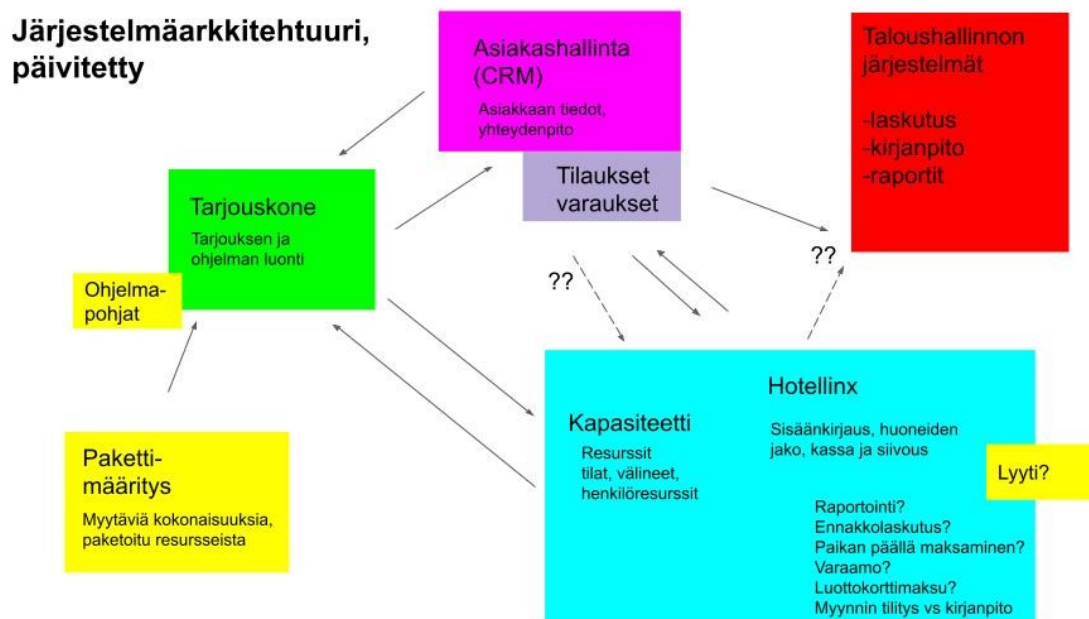 Järjestelmäarkkitehtuuri,
päivitetty
Asiakashallinta
(CRM)
Asiakkaan tiedot,
yhteydenpito
Tilaukset
varaukset
Taloushallinnon
järjestelmät
-laskutus
-kirjanpito
-raportit
Tarjouskone
Tarjouksen ja
ohjelman luonti
Ohjelma-
pohjat
??
??
Paketti-
määritys
Myytäviä kokonaisuuksia,
paketoitu resursseista
Kapasiteetti
Resurssit
tilat, välineet,
henkilöresurssit
Hotellinx
Sisäänkirjaus, huoneiden
jako, kassa ja siivous
Lyyti?
Raportointi?
Ennakkolaskutus?
Paikan päällä maksaminen?
Varaamo?
Luottokorttimaksu?
Myynnin tilitys vs kirjanpito